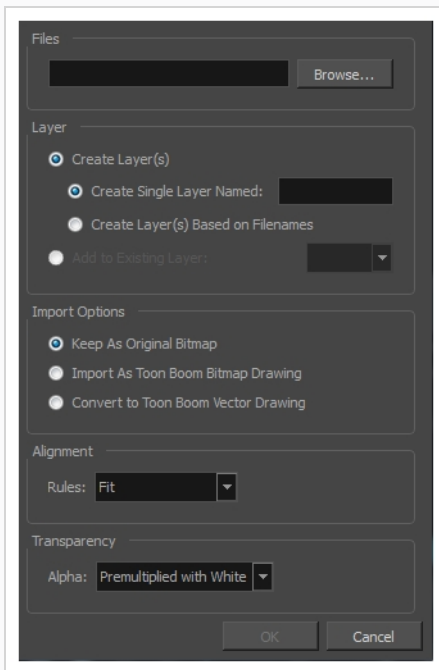 Files
Browse...
Layer
Create Layer(s)
Create Single Layer Named:
Create Layer(s) Based on Filenames
Add to Existing Layer:
Import Options
Keep As Original Bitmap
Import As Toon Boom Bitmap Drawing
Convert to Toon Boom Vector Drawing
Alignment
Rules: Fit
Transparency
Alpha: Premultiplied with White
OK Cancel